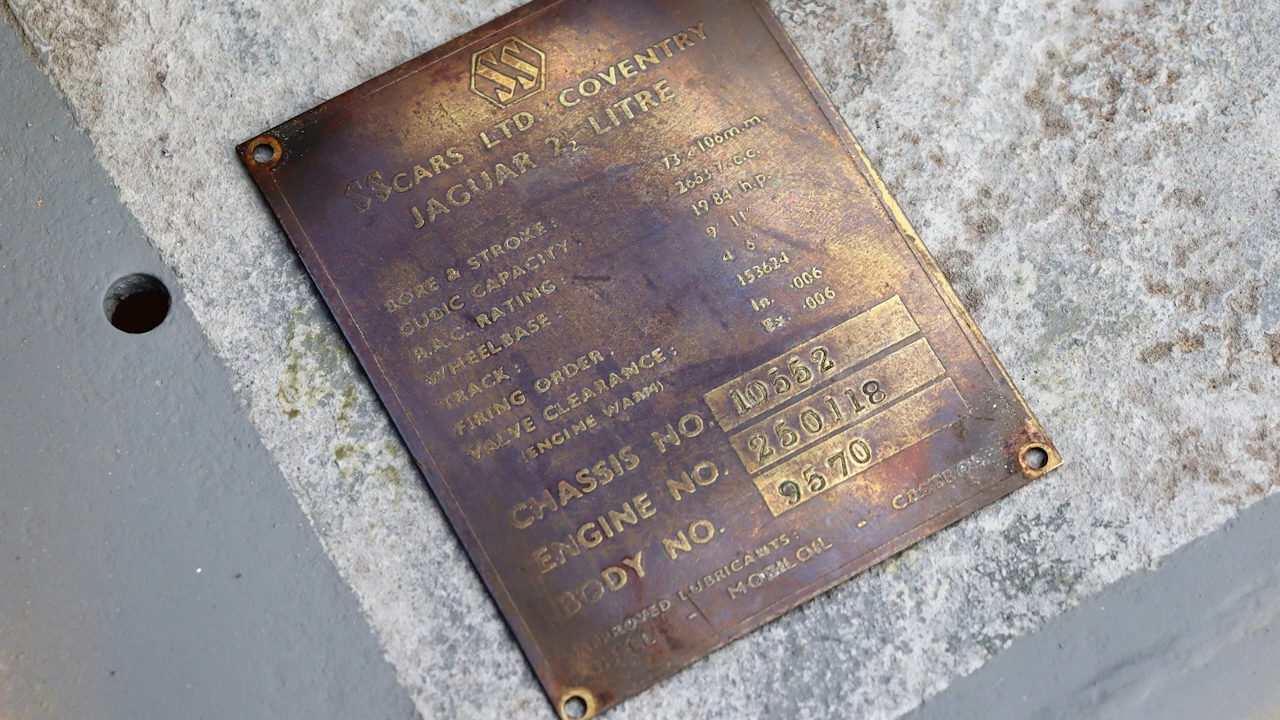 SS
SS CARS LTD COVENTRY
JAGUAR 2½ LITRE
BORE & STROKE: 73 × 106 m.m.
CUBIC CAPACITY: 2663·7 c.c.
R.A.C. RATING: 19·84 h.p.
WHEELBASE: 9' 11"
TRACK: 4' 6"
FIRING ORDER: 153624
VALVE CLEARANCE: In. ·006
(ENGINE WARM) Ex. ·006
CHASSIS NO. 10552
ENGINE NO. 250118
BODY NO. 9570
APPROVED LUBRICANTS:
- MOBILOIL - CASTROL